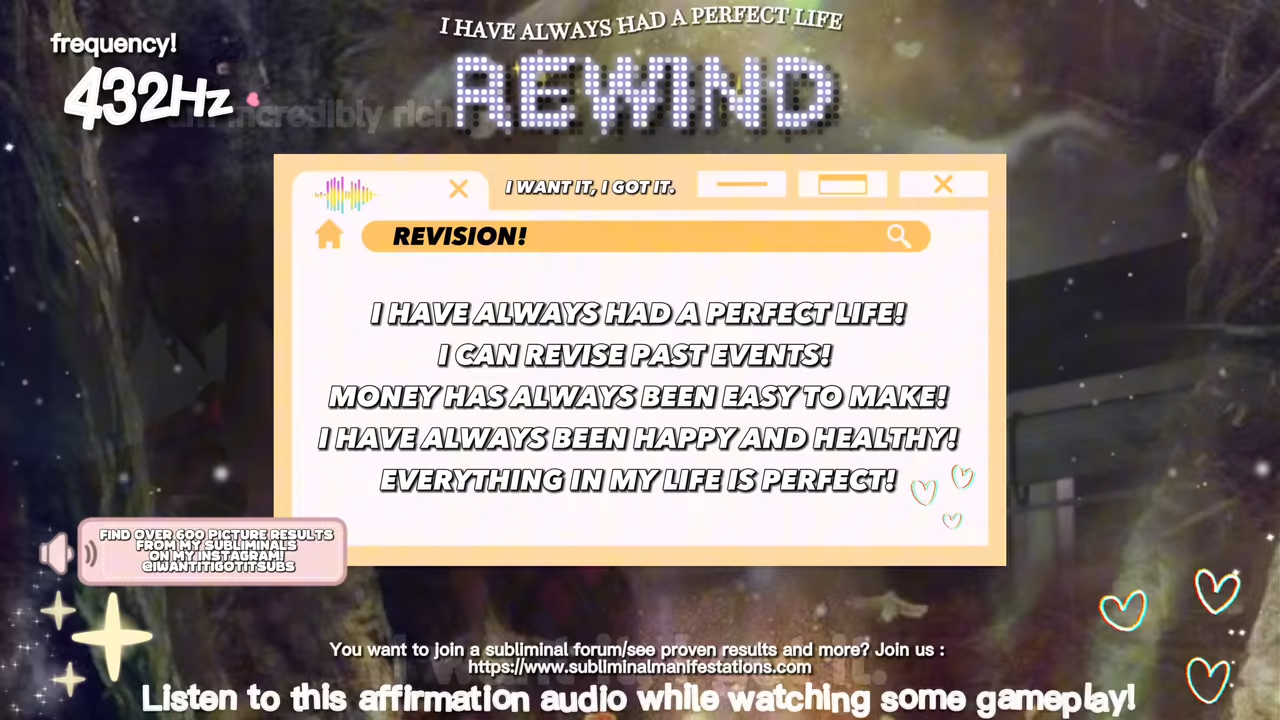 I HAVE ALWAYS HAD A PERFECT LIFE
frequency!
432Hz
REWIND
incredibly rich
I WANT IT, I GOT IT.
REVISION!
I HAVE ALWAYS HAD A PERFECT LIFE!
I CAN REVISE PAST EVENTS!
MONEY HAS ALWAYS BEEN EASY TO MAKE!
I HAVE ALWAYS BEEN HAPPY AND HEALTHY!
EVERYTHING IN MY LIFE IS PERFECT!
FIND OVER 600 PICTURE RESULTS
FROM MY SUBLIMINALS
ON MY INSTAGRAM!
@IWANTITIGOTITSUBS
You want to join a subliminal forum/see proven results and more? Join us :
https://www.subliminalmanifestations.com
Listen to this affirmation audio while watching some gameplay!